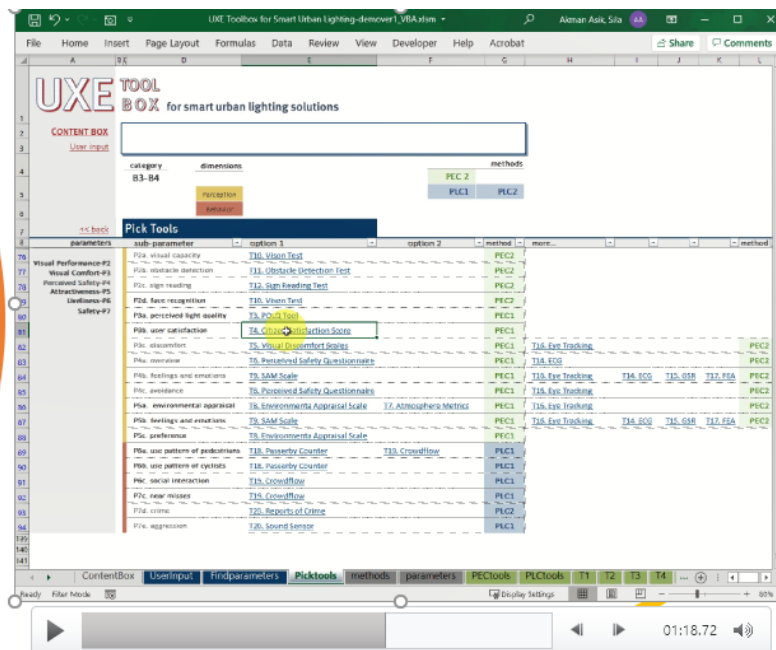 UXE Toolbox for Smart Urban Lighting-demover1_VBA.xlsm
Akman Asik, Sila AA
File Home Insert Page Layout Formulas Data Review View Developer Help Acrobat Share Comments
A D E F G H I J K L
UXE TOOL BOX for smart urban lighting solutions
CONTENT BOX
User Input
category dimensions methods
B3-B4 PEC 2
Perception PLC1 PLC2
Behavior
<< back Pick Tools
parameters sub-parameter option 1 option 2 method more... method
76 P2a. visual capacity T10. Vison Test PEC2
Visual Performance-P2
77 Visual Comfort-P3 P2b. obstacle detection T11. Obstacle Detection Test PEC2
78 Perceived Safety-P4 P2c. sign reading T12. Sign Reading Test PEC2
Attractiveness-P5
Liveliness-P6 P2d. face recognition T10. Vison Test PEC2
Safety-P7 P3a. perceived light quality T3. POLQ Tool PEC1
P3b. user satisfaction T4. Citizen Satisfaction Score PEC1
P3c. discomfort T5. Visual Discomfort Scales PEC1 T16. Eye Tracking PEC2
P4a. T6. Perceived Safety Questionnaire PEC1 T14. ECG PEC2
P4b. feelings and emotions T9. SAM Scale PEC1 T16. Eye Tracking T14. ECG T15. GSR T17. FEA PEC2
P4c. avoidance T6. Perceived Safety Questionnaire PEC1 T16. Eye Tracking PEC2
P5a. environmental appraisal T8. Environmenta Appraisal Scale T7. Atmosphere Metrics PEC1 T16. Eye Tracking PEC2
P5b. feelings and emotions T9. SAM Scale PEC1 T16. Eye Tracking T14. ECG T15. GSR T17. FEA PEC2
P5c. preference T8. Environmenta Appraisal Scale PEC1
P6a. use pattern of pedestrians T18. Passerby Counter T19. Crowdflow PLC1
P6b. use pattern of cyclists T18. Passerby Counter PLC1
P6c. social interaction T19. Crowdflow PLC1
P7c. near misses T19. Crowdflow PLC1
93 P7d. crime Reports of Crime PLC2
94 P7e. aggression T20. Sound Sensor PLC1
139
140
141
ContentBox UserInput Findparameters Picktools methods parameters PECtools PLCtools T1 T2 T3 T4
Ready Filter Mode Display Settings 80%
01:18.72